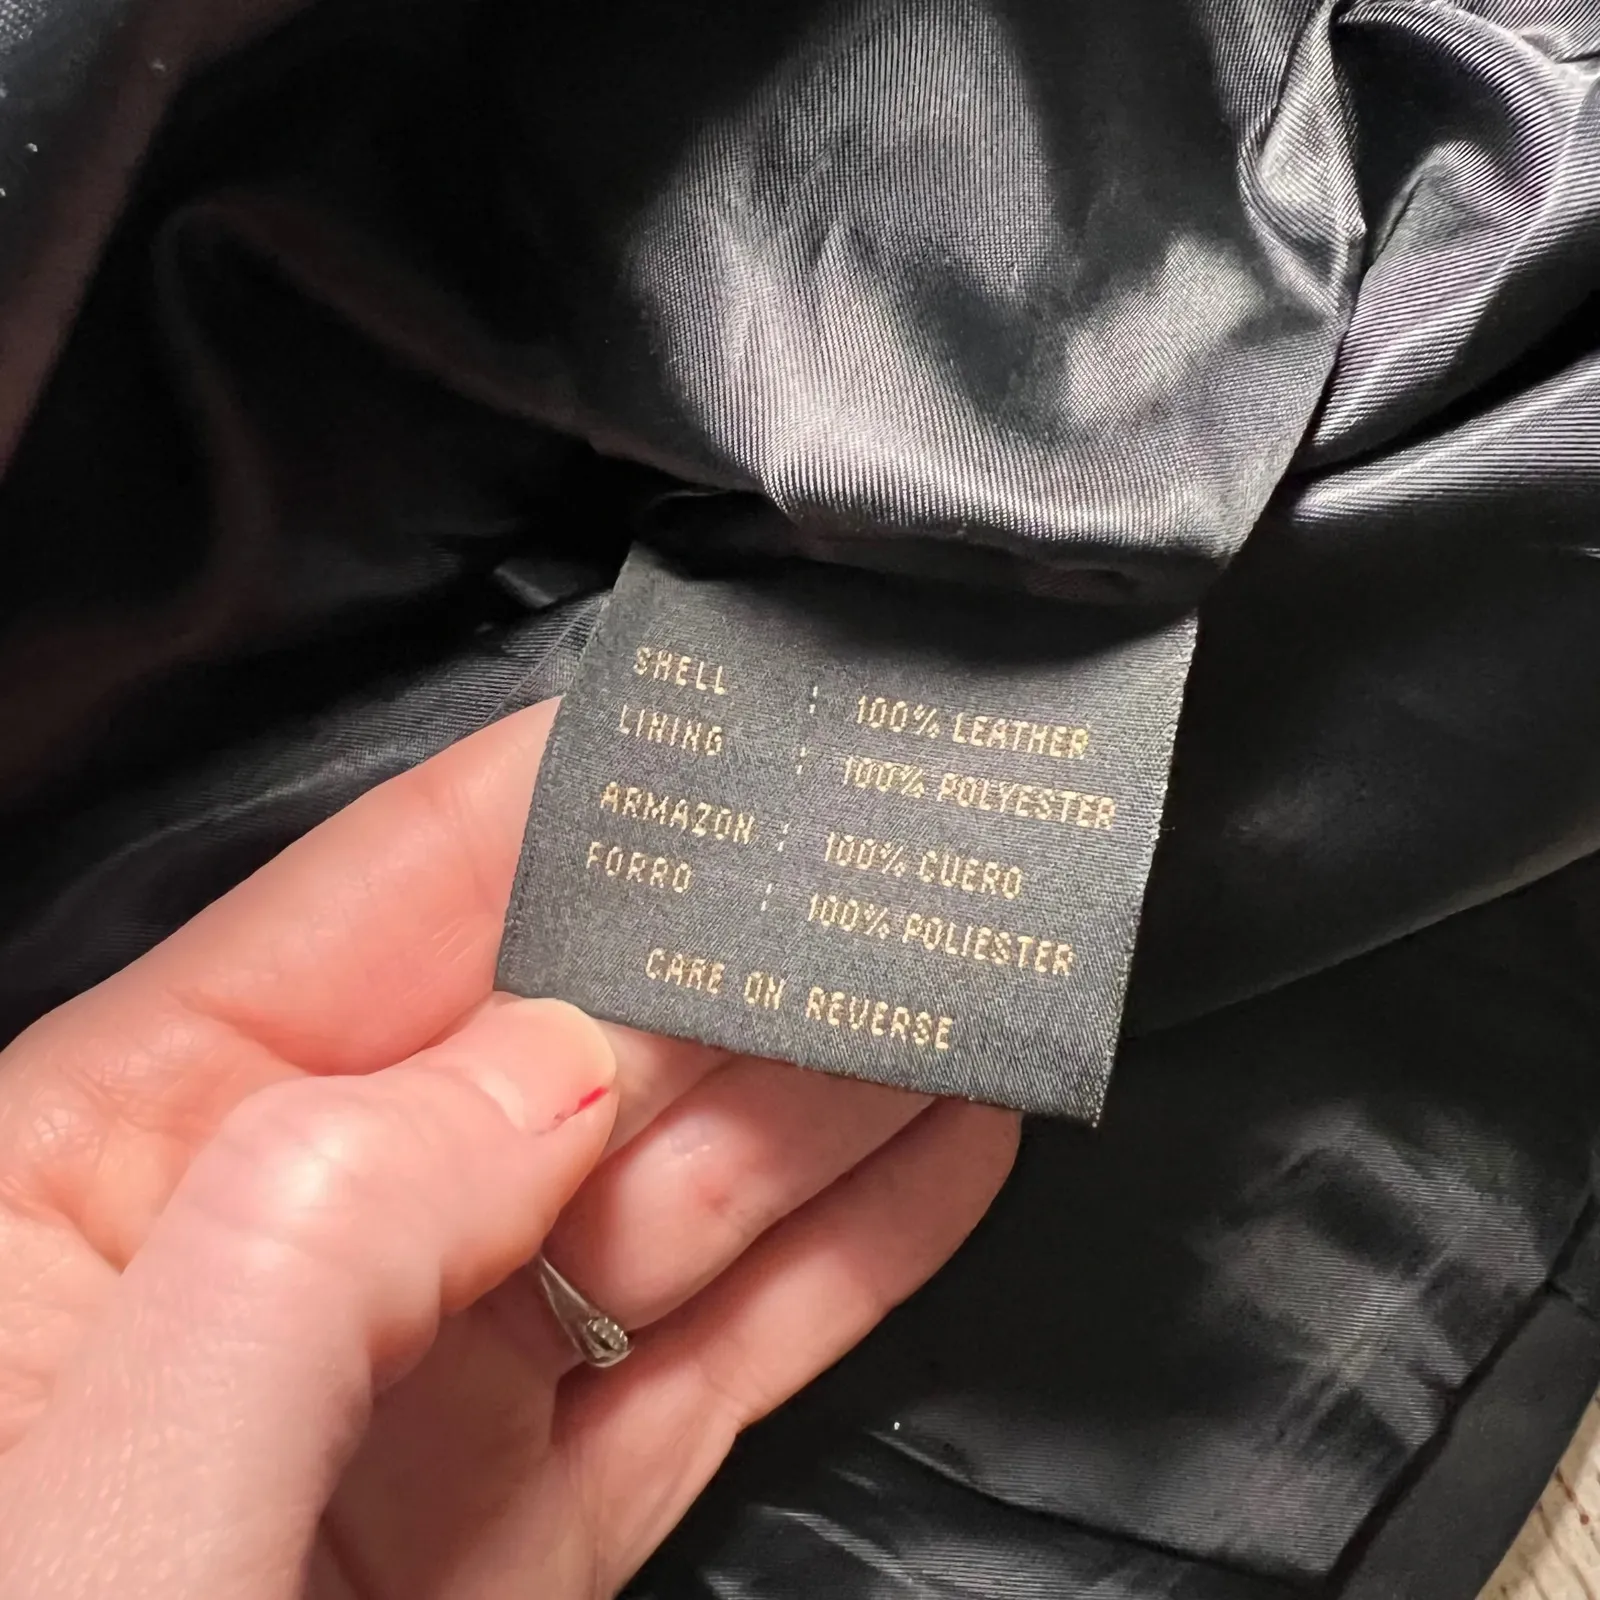 SHELL : 100% LEATHER
LINING : 100% POLYESTER
ARMAZON : 100% CUERO
FORRO : 100% POLIESTER
CARE ON REVERSE